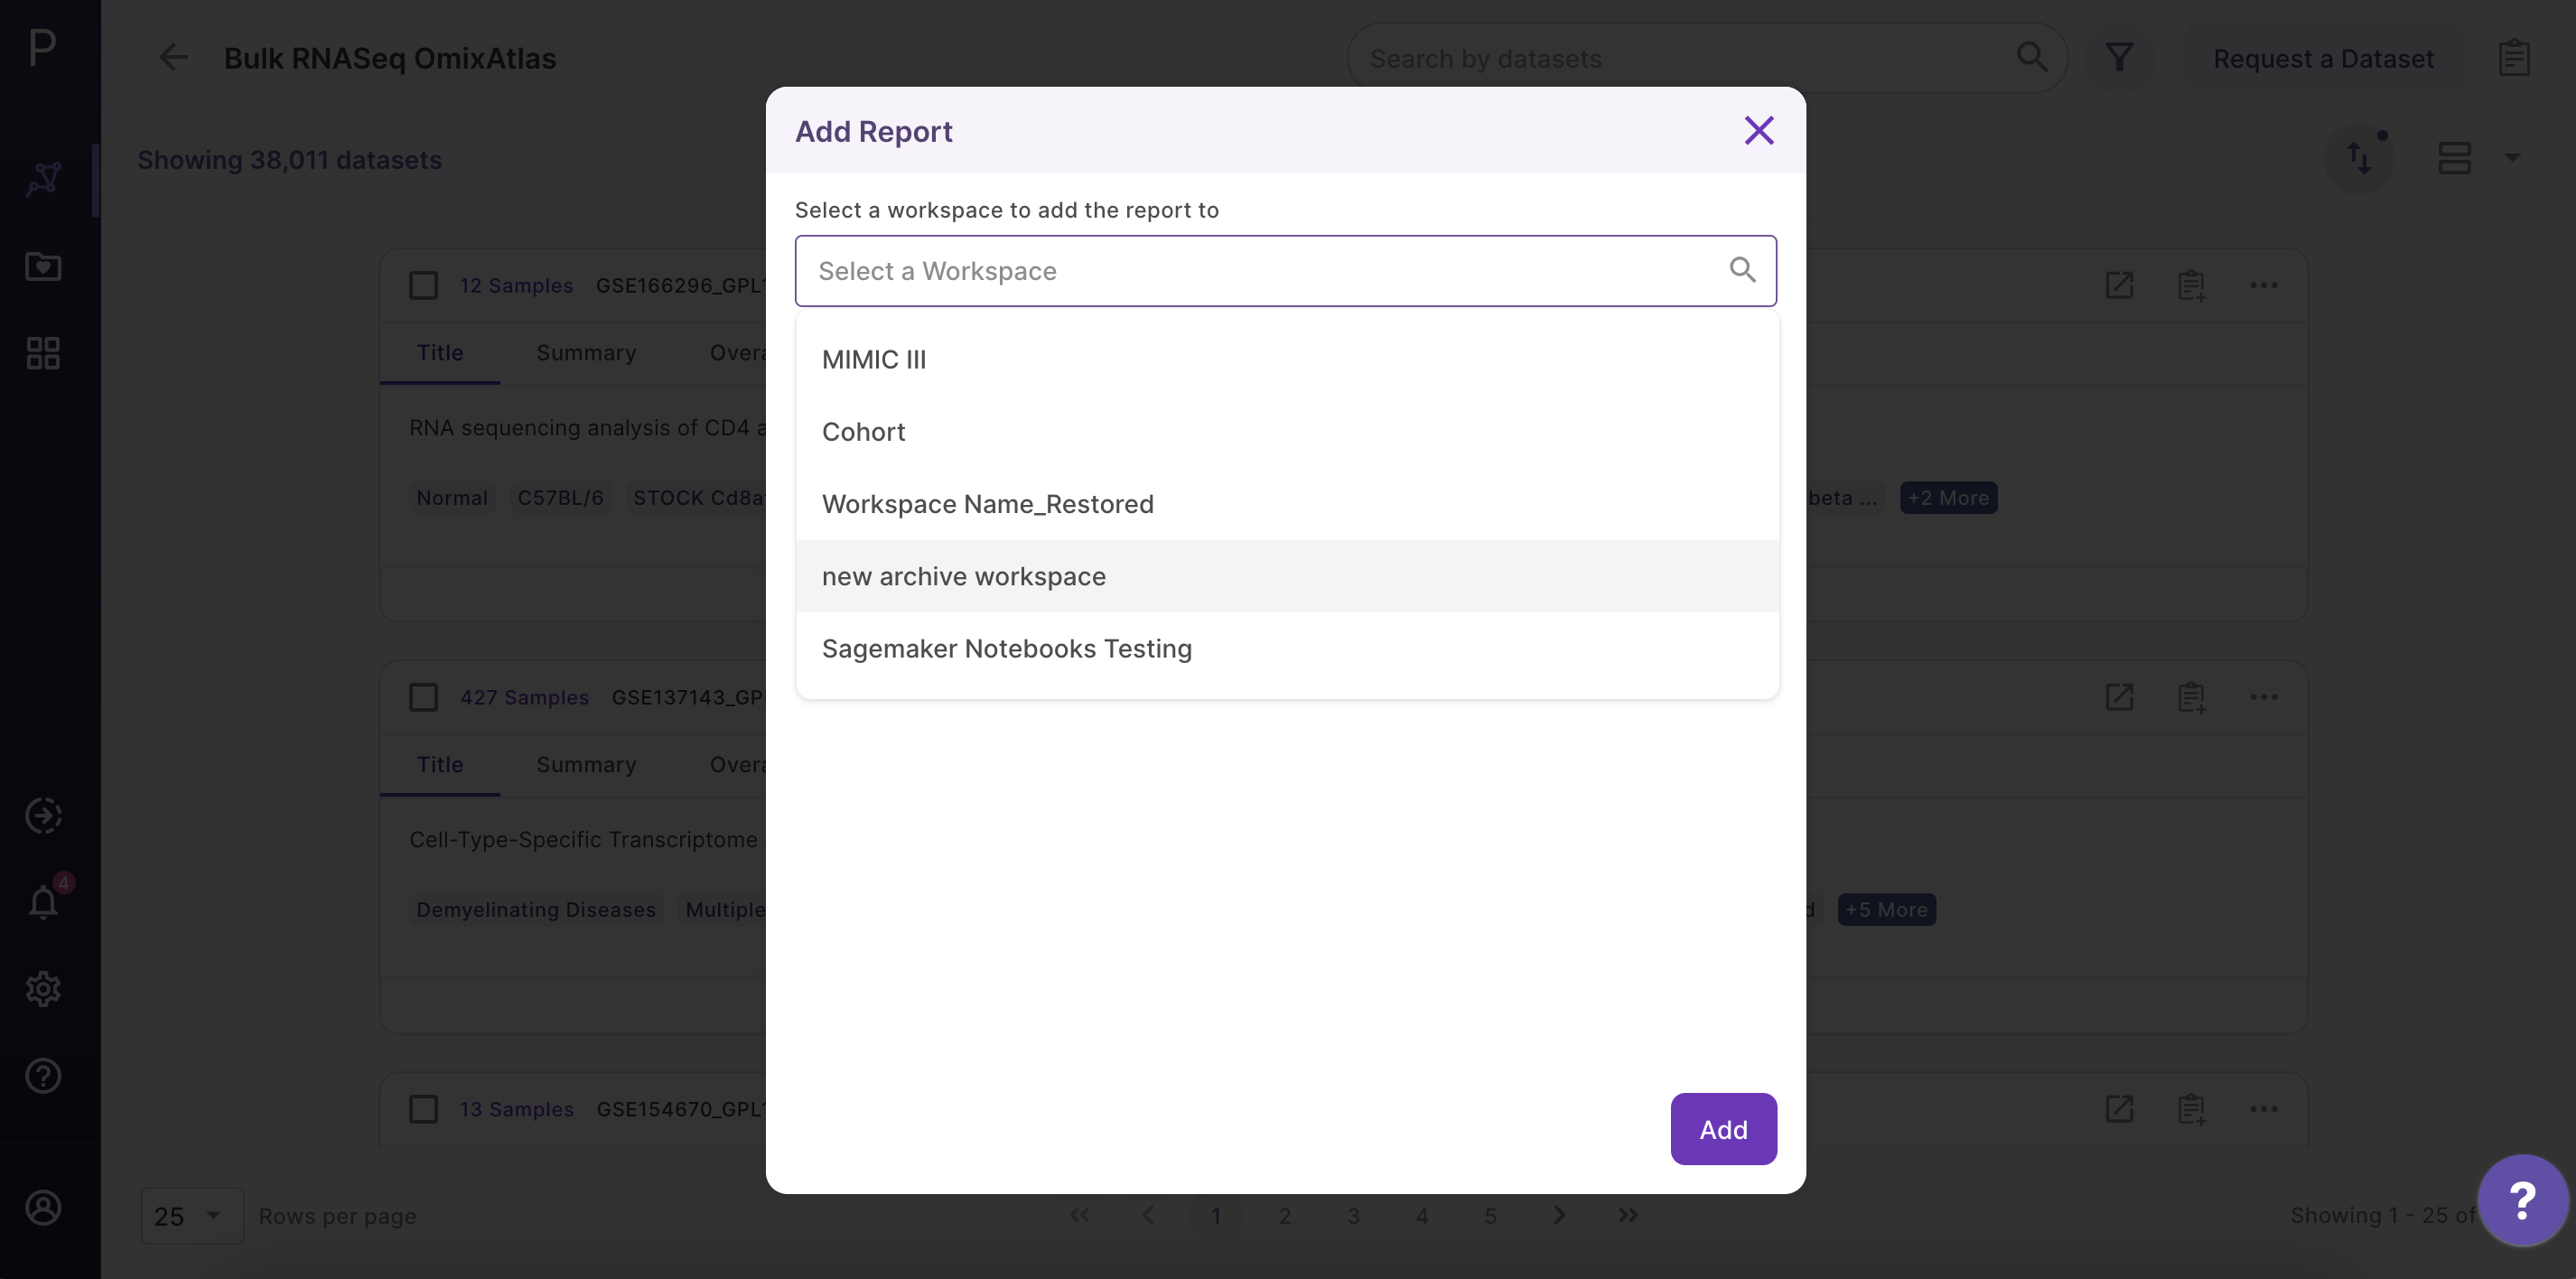 P
Bulk RNASeq OmixAtlas
Search by datasets
Request a Dataset
Showing 38,011 datasets
Add Report
Select a workspace to add the report to
Select a Workspace
MIMIC III
Cohort
Workspace Name_Restored
new archive workspace
Sagemaker Notebooks Testing
Add
12 Samples GSE166296_GPL
Title Summary Overa
RNA sequencing analysis of CD4 a
Normal C57BL/6 STOCK Cd8a beta ... +2 More
427 Samples GSE137143_GP
Title Summary Overa
Cell-Type-Specific Transcriptome
Demyelinating Diseases Multiple d +5 More
13 Samples GSE154670_GPL
4
25 Rows per page
1 2 3 4 5
Showing 1 - 25 of
?